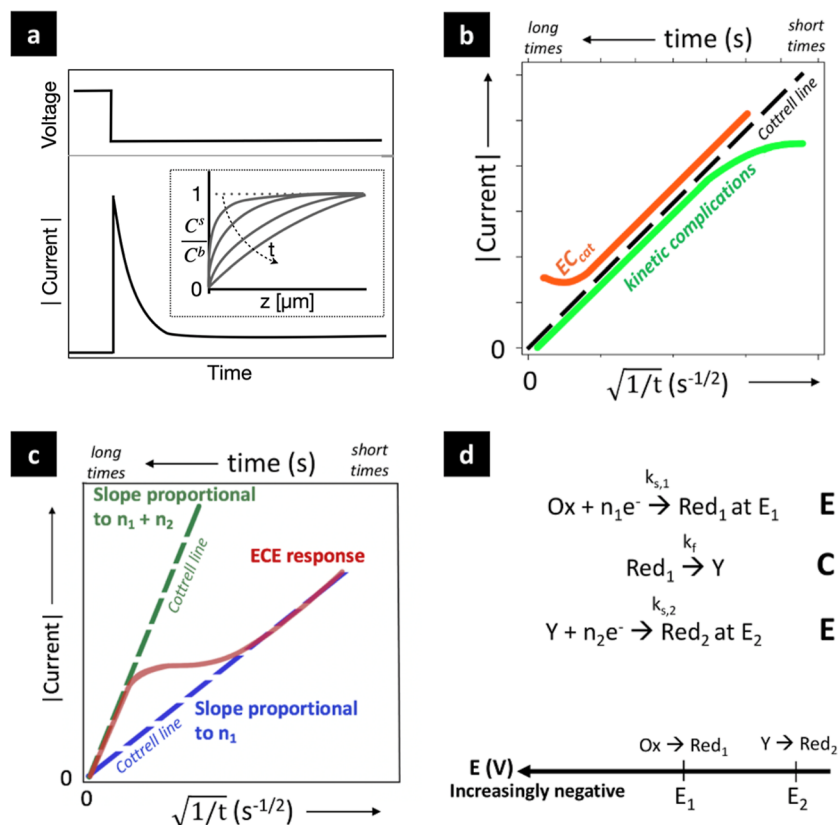 a
Voltage
| Current |
Time
1
C^s
C^b
0
t
z [µm]
b
long times
time (s)
short times
|Current|
0
Cottrell line
EC_cat
kinetic complications
0
√1/t (s^-1/2)
c
long times
time (s)
short times
Slope proportional
to n₁ + n₂
Cottrell line
ECE response
|Current|
Slope proportional
to n₁
Cottrell line
0
0
√1/t (s^-1/2)
d
k_s,1
Ox + n₁e⁻ → Red₁ at E₁
E
k_f
Red₁ → Y
C
k_s,2
Y + n₂e⁻ → Red₂ at E₂
E
Ox → Red₁
Y → Red₂
E (V)
Increasingly negative
E₁
E₂